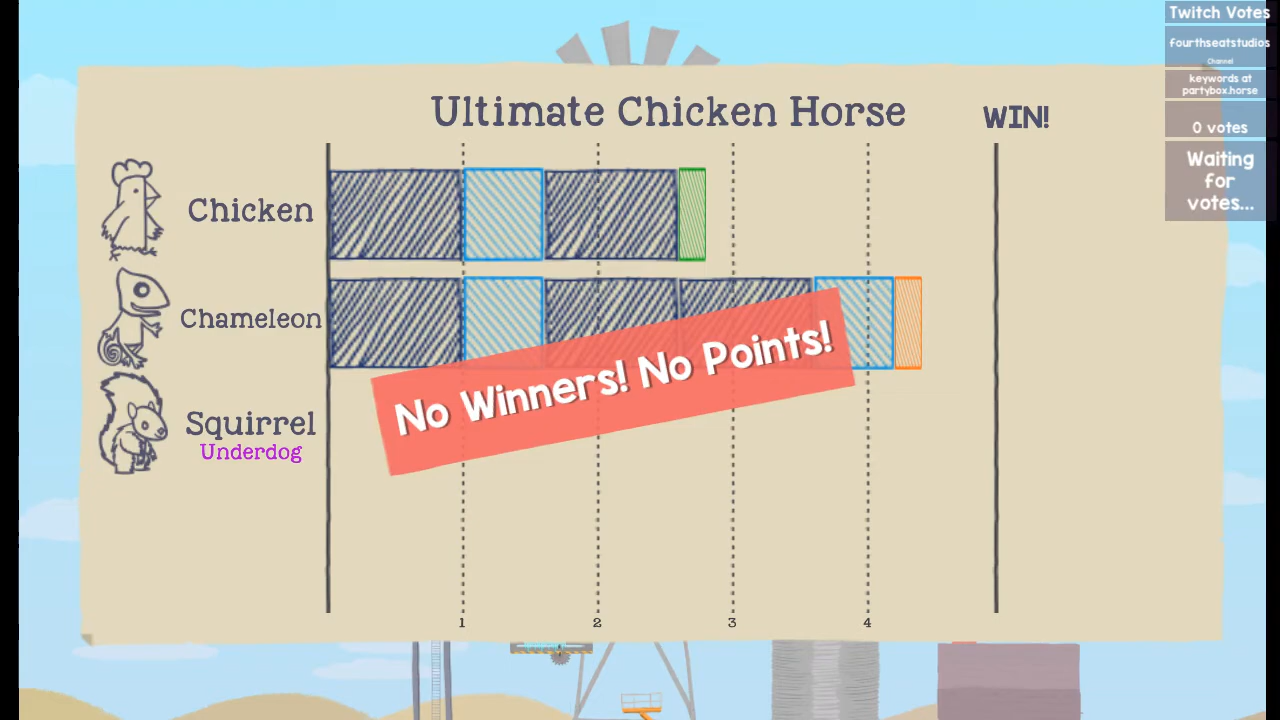 Twitch Votes
fourthseatstudios
Channel
keywords at
partybox.horse
0 votes
Waiting
for
votes...
Ultimate Chicken Horse
WIN!
Chicken
Chameleon
No Winners! No Points!
Squirrel
Underdog
1 2 3 4